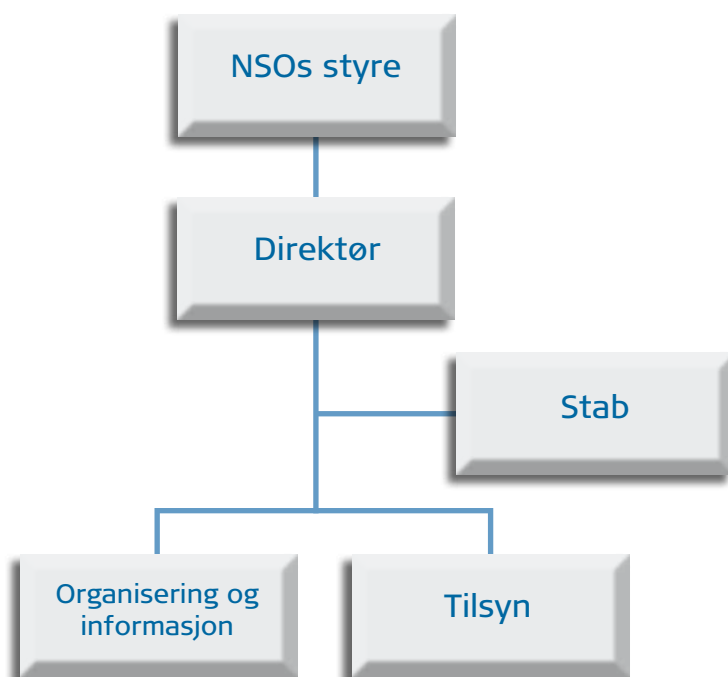 NSOs styre
Direktør
Stab
Organisering og
informasjon
Tilsyn